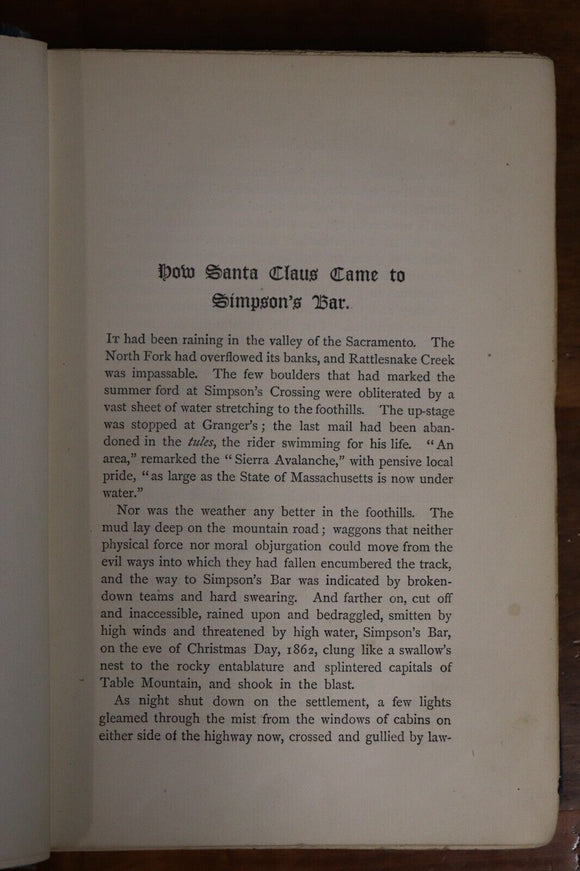 How Santa Claus Came to
Simpson's Bar.
IT had been raining in the valley of the Sacramento. The
North Fork had overflowed its banks, and Rattlesnake Creek
was impassable. The few boulders that had marked the
summer ford at Simpson's Crossing were obliterated by a
vast sheet of water stretching to the foothills. The up-stage
was stopped at Granger's; the last mail had been aban-
doned in the tules, the rider swimming for his life. "An
area," remarked the "Sierra Avalanche," with pensive local
pride, "as large as the State of Massachusetts is now under
water."
Nor was the weather any better in the foothills. The
mud lay deep on the mountain road; waggons that neither
physical force nor moral objurgation could move from the
evil ways into which they had fallen encumbered the track,
and the way to Simpson's Bar was indicated by broken-
down teams and hard swearing. And farther on, cut off
and inaccessible, rained upon and bedraggled, smitten by
high winds and threatened by high water, Simpson's Bar,
on the eve of Christmas Day, 1862, clung like a swallow's
nest to the rocky entablature and splintered capitals of
Table Mountain, and shook in the blast.
As night shut down on the settlement, a few lights
gleamed through the mist from the windows of cabins on
either side of the highway now, crossed and gullied by law-